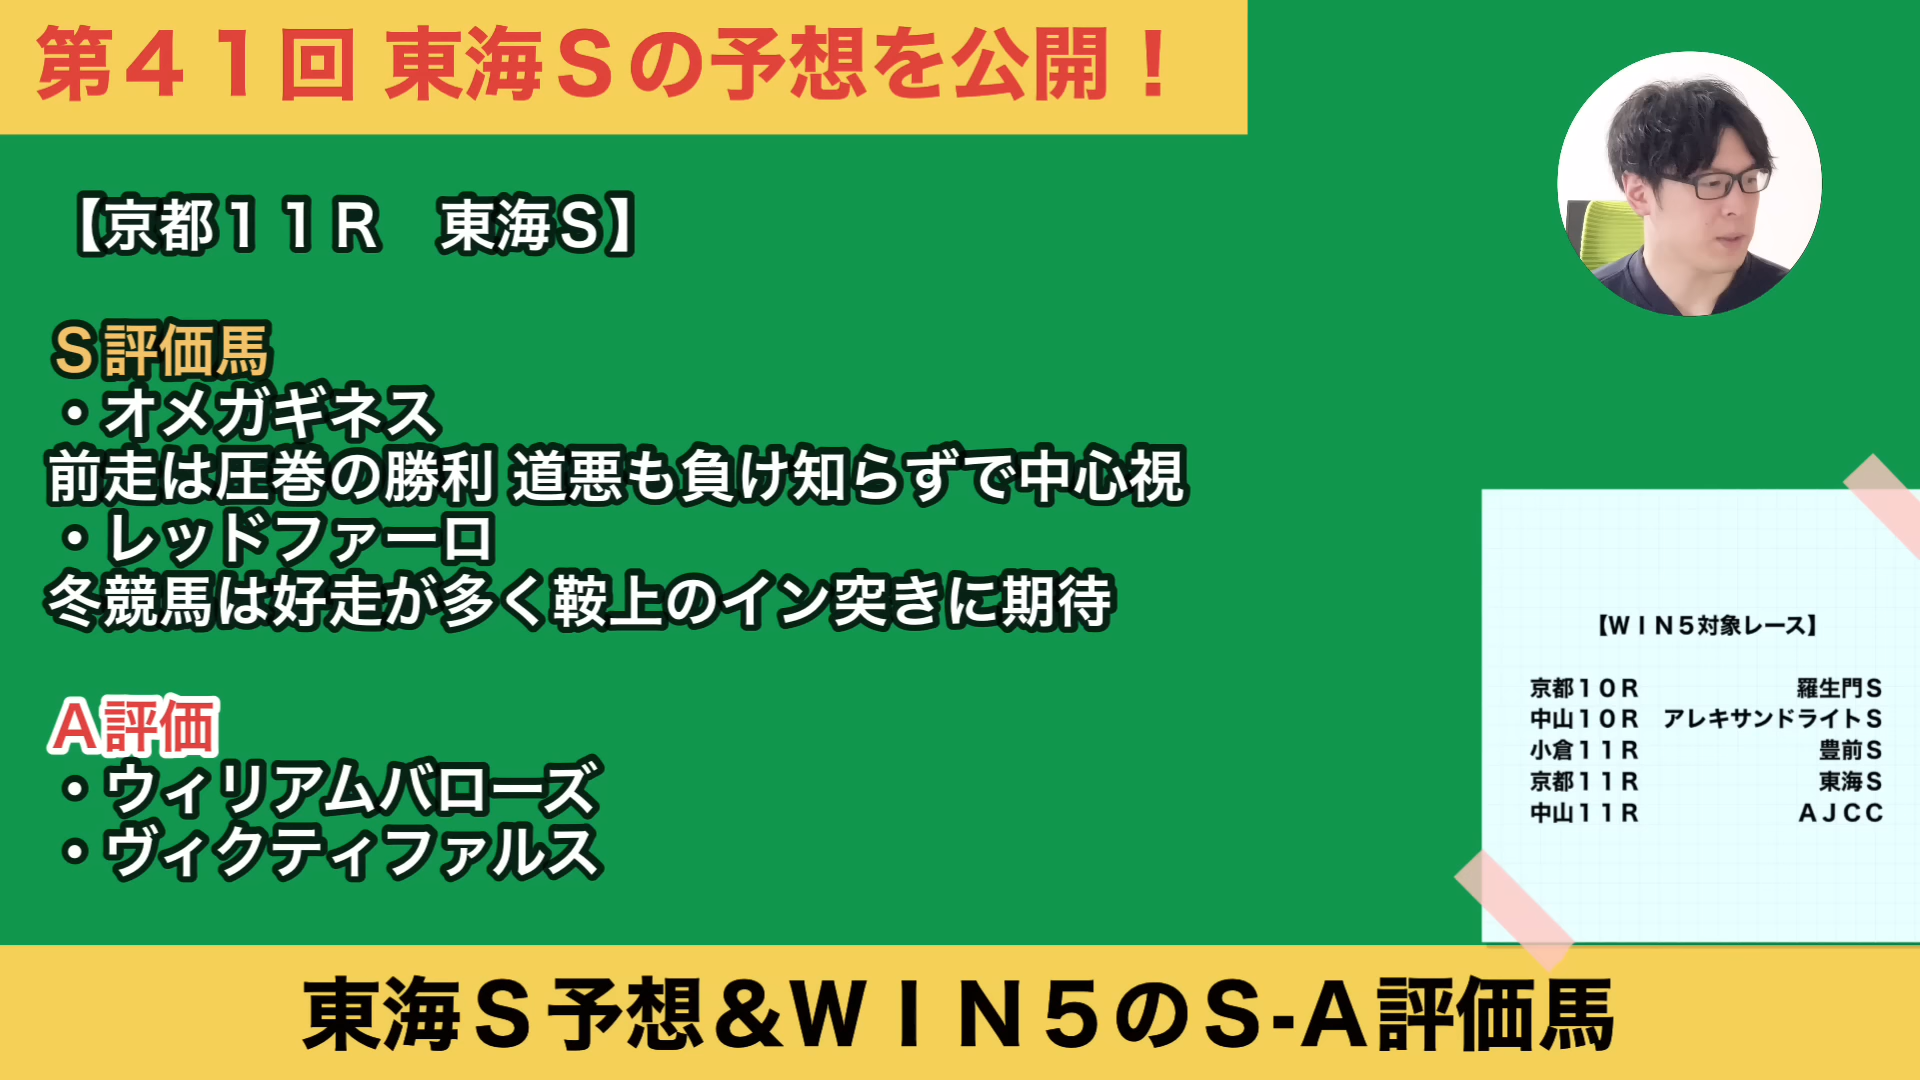 第４１回 東海Ｓの予想を公開！
【京都１１Ｒ　東海Ｓ】
Ｓ評価馬
・オメガギネス
前走は圧巻の勝利 道悪も負け知らずで中心視
・レッドファーロ
冬競馬は好走が多く鞍上のイン突きに期待
Ａ評価
・ウィリアムバローズ
・ヴィクティファルス
【ＷＩＮ５対象レース】
京都１０Ｒ　羅生門Ｓ
中山１０Ｒ　アレキサンドライトＳ
小倉１１Ｒ　豊前Ｓ
京都１１Ｒ　東海Ｓ
中山１１Ｒ　ＡＪＣＣ
東海Ｓ予想＆ＷＩＮ５のＳ-Ａ評価馬